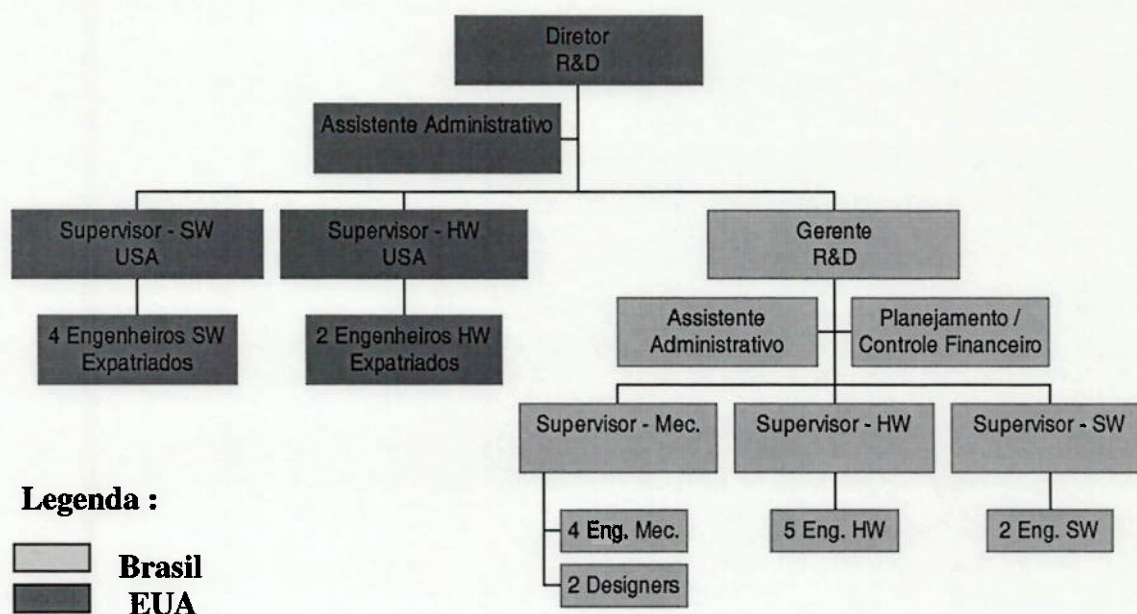 Diretor
R&D
Assistente Administrativo
Supervisor - SW
USA
Supervisor - HW
USA
Gerente
R&D
4 Engenheiros SW
Expatriados
2 Engenheiros HW
Expatriados
Assistente
Administrativo
Planejamento /
Controle Financeiro
Supervisor - Mec.
Supervisor - HW
Supervisor - SW
4 Eng. Mec.
5 Eng. HW
2 Eng. SW
2 Designers
Legenda :
Brasil
EUA